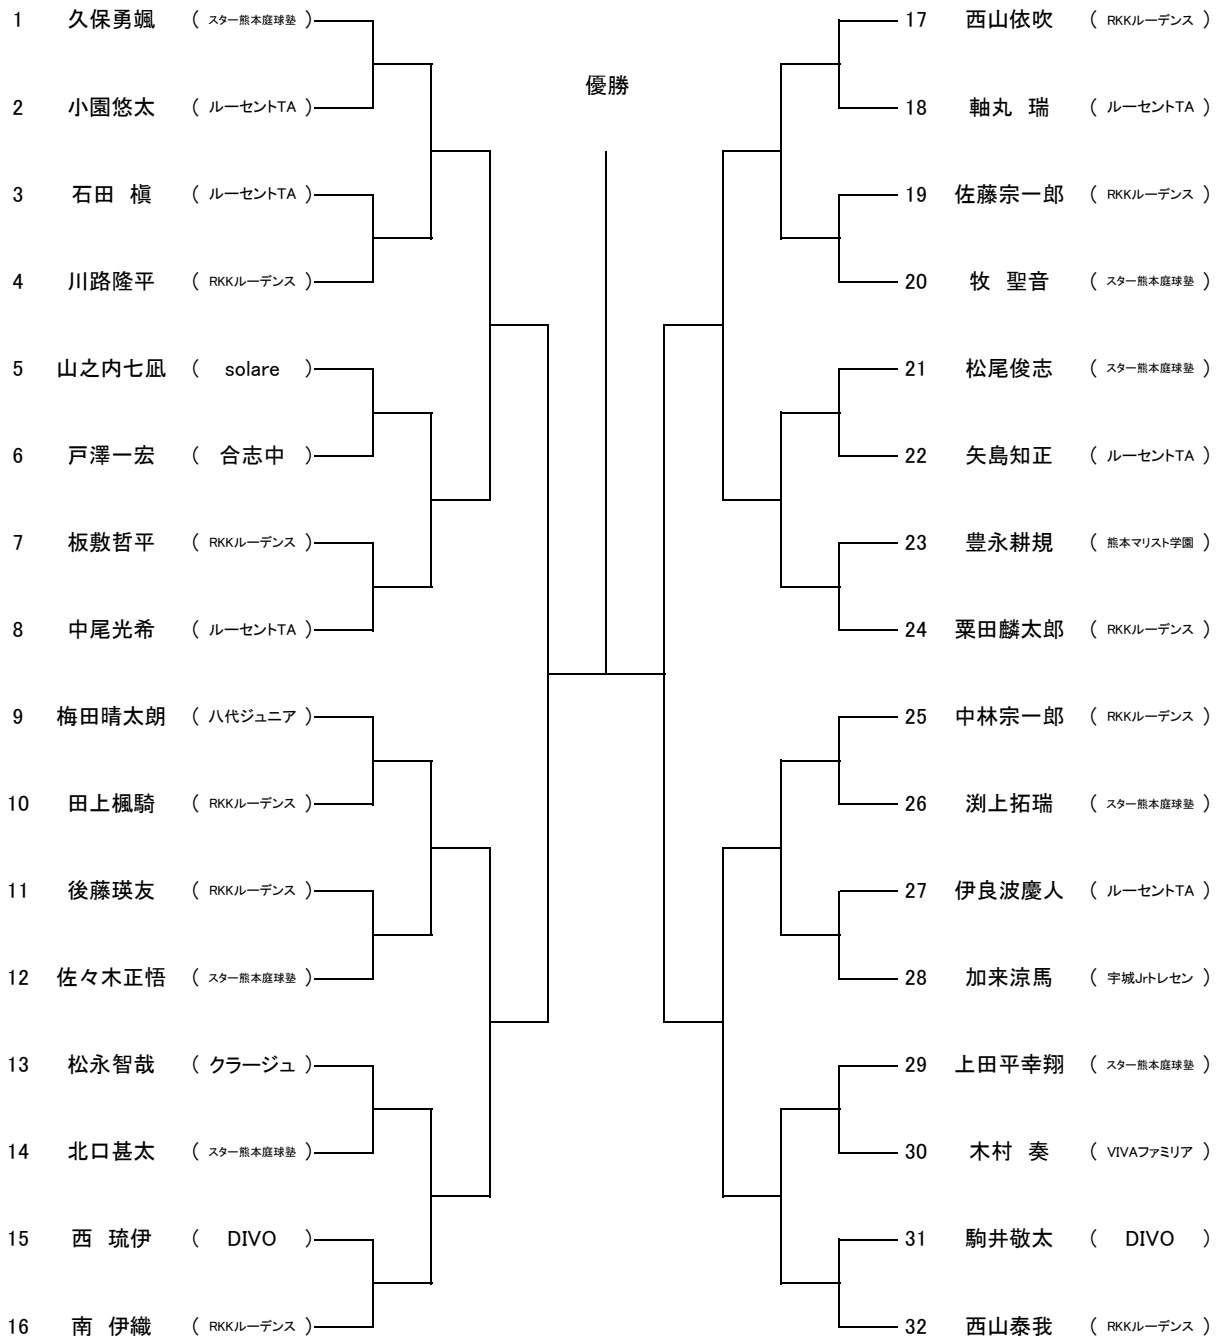 1 久保勇颯 ( スター熊本庭球塾 )
2 小園悠太 ( ルーセントTA )
3 石田 槇 ( ルーセントTA )
4 川路隆平 ( RKKルーデンス )
5 山之内七凪 ( solare )
6 戸澤一宏 ( 合志中 )
7 板敷哲平 ( RKKルーデンス )
8 中尾光希 ( ルーセントTA )
9 梅田晴太朗 ( 八代ジュニア )
10 田上楓騎 ( RKKルーデンス )
11 後藤瑛友 ( RKKルーデンス )
12 佐々木正悟 ( スター熊本庭球塾 )
13 松永智哉 ( クラージュ )
14 北口甚太 ( スター熊本庭球塾 )
15 西 琉伊 ( DIVO )
16 南 伊織 ( RKKルーデンス )
優勝
17 西山依吹 ( RKKルーデンス )
18 軸丸 瑞 ( ルーセントTA )
19 佐藤宗一郎 ( RKKルーデンス )
20 牧 聖音 ( スター熊本庭球塾 )
21 松尾俊志 ( スター熊本庭球塾 )
22 矢島知正 ( ルーセントTA )
23 豊永耕規 ( 熊本マリスト学園 )
24 粟田麟太郎 ( RKKルーデンス )
25 中林宗一郎 ( RKKルーデンス )
26 渕上拓瑞 ( スター熊本庭球塾 )
27 伊良波慶人 ( ルーセントTA )
28 加来涼馬 ( 宇城Jrトレセン )
29 上田平幸翔 ( スター熊本庭球塾 )
30 木村 奏 ( VIVAファミリア )
31 駒井敬太 ( DIVO )
32 西山泰我 ( RKKルーデンス )